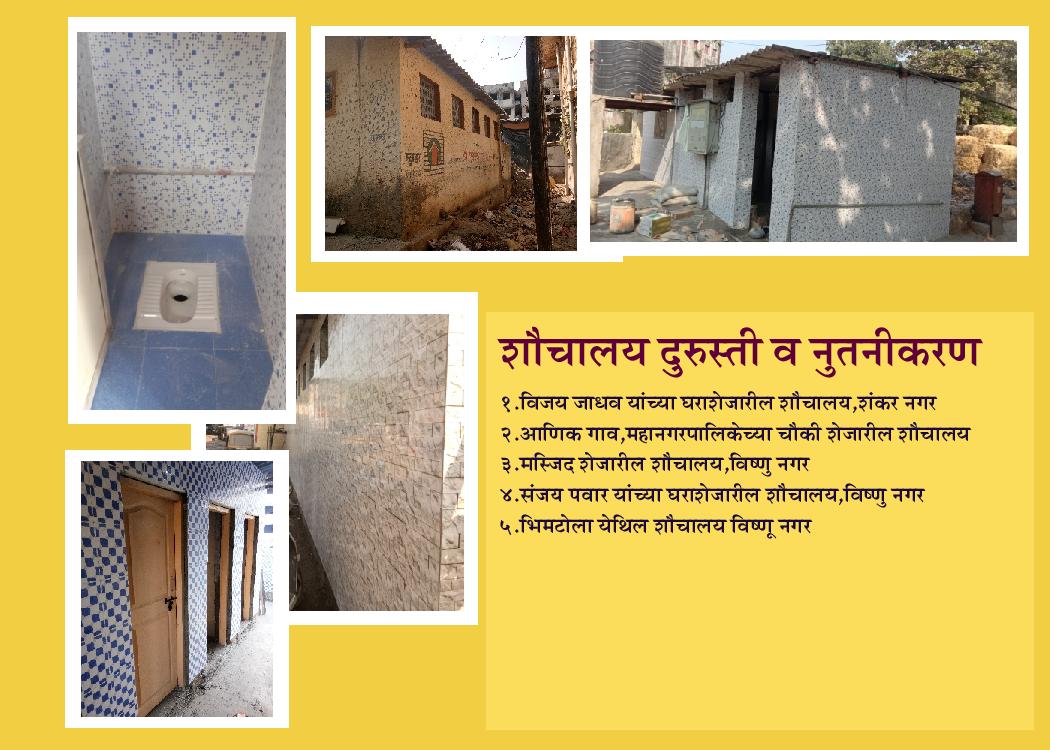 शौचालय दुरुस्ती व नुतनीकरण
१.विजय जाधव यांच्या घराशेजारील शौचालय,शंकर नगर
२.आणिक गाव,महानगरपालिकेच्या चौकी शेजारील शौचालय
३.मस्जिद शेजारील शौचालय,विष्णु नगर
४.संजय पवार यांच्या घराशेजारील शौचालय,विष्णु नगर
५.भिमटोला येथिल शौचालय विष्णू नगर